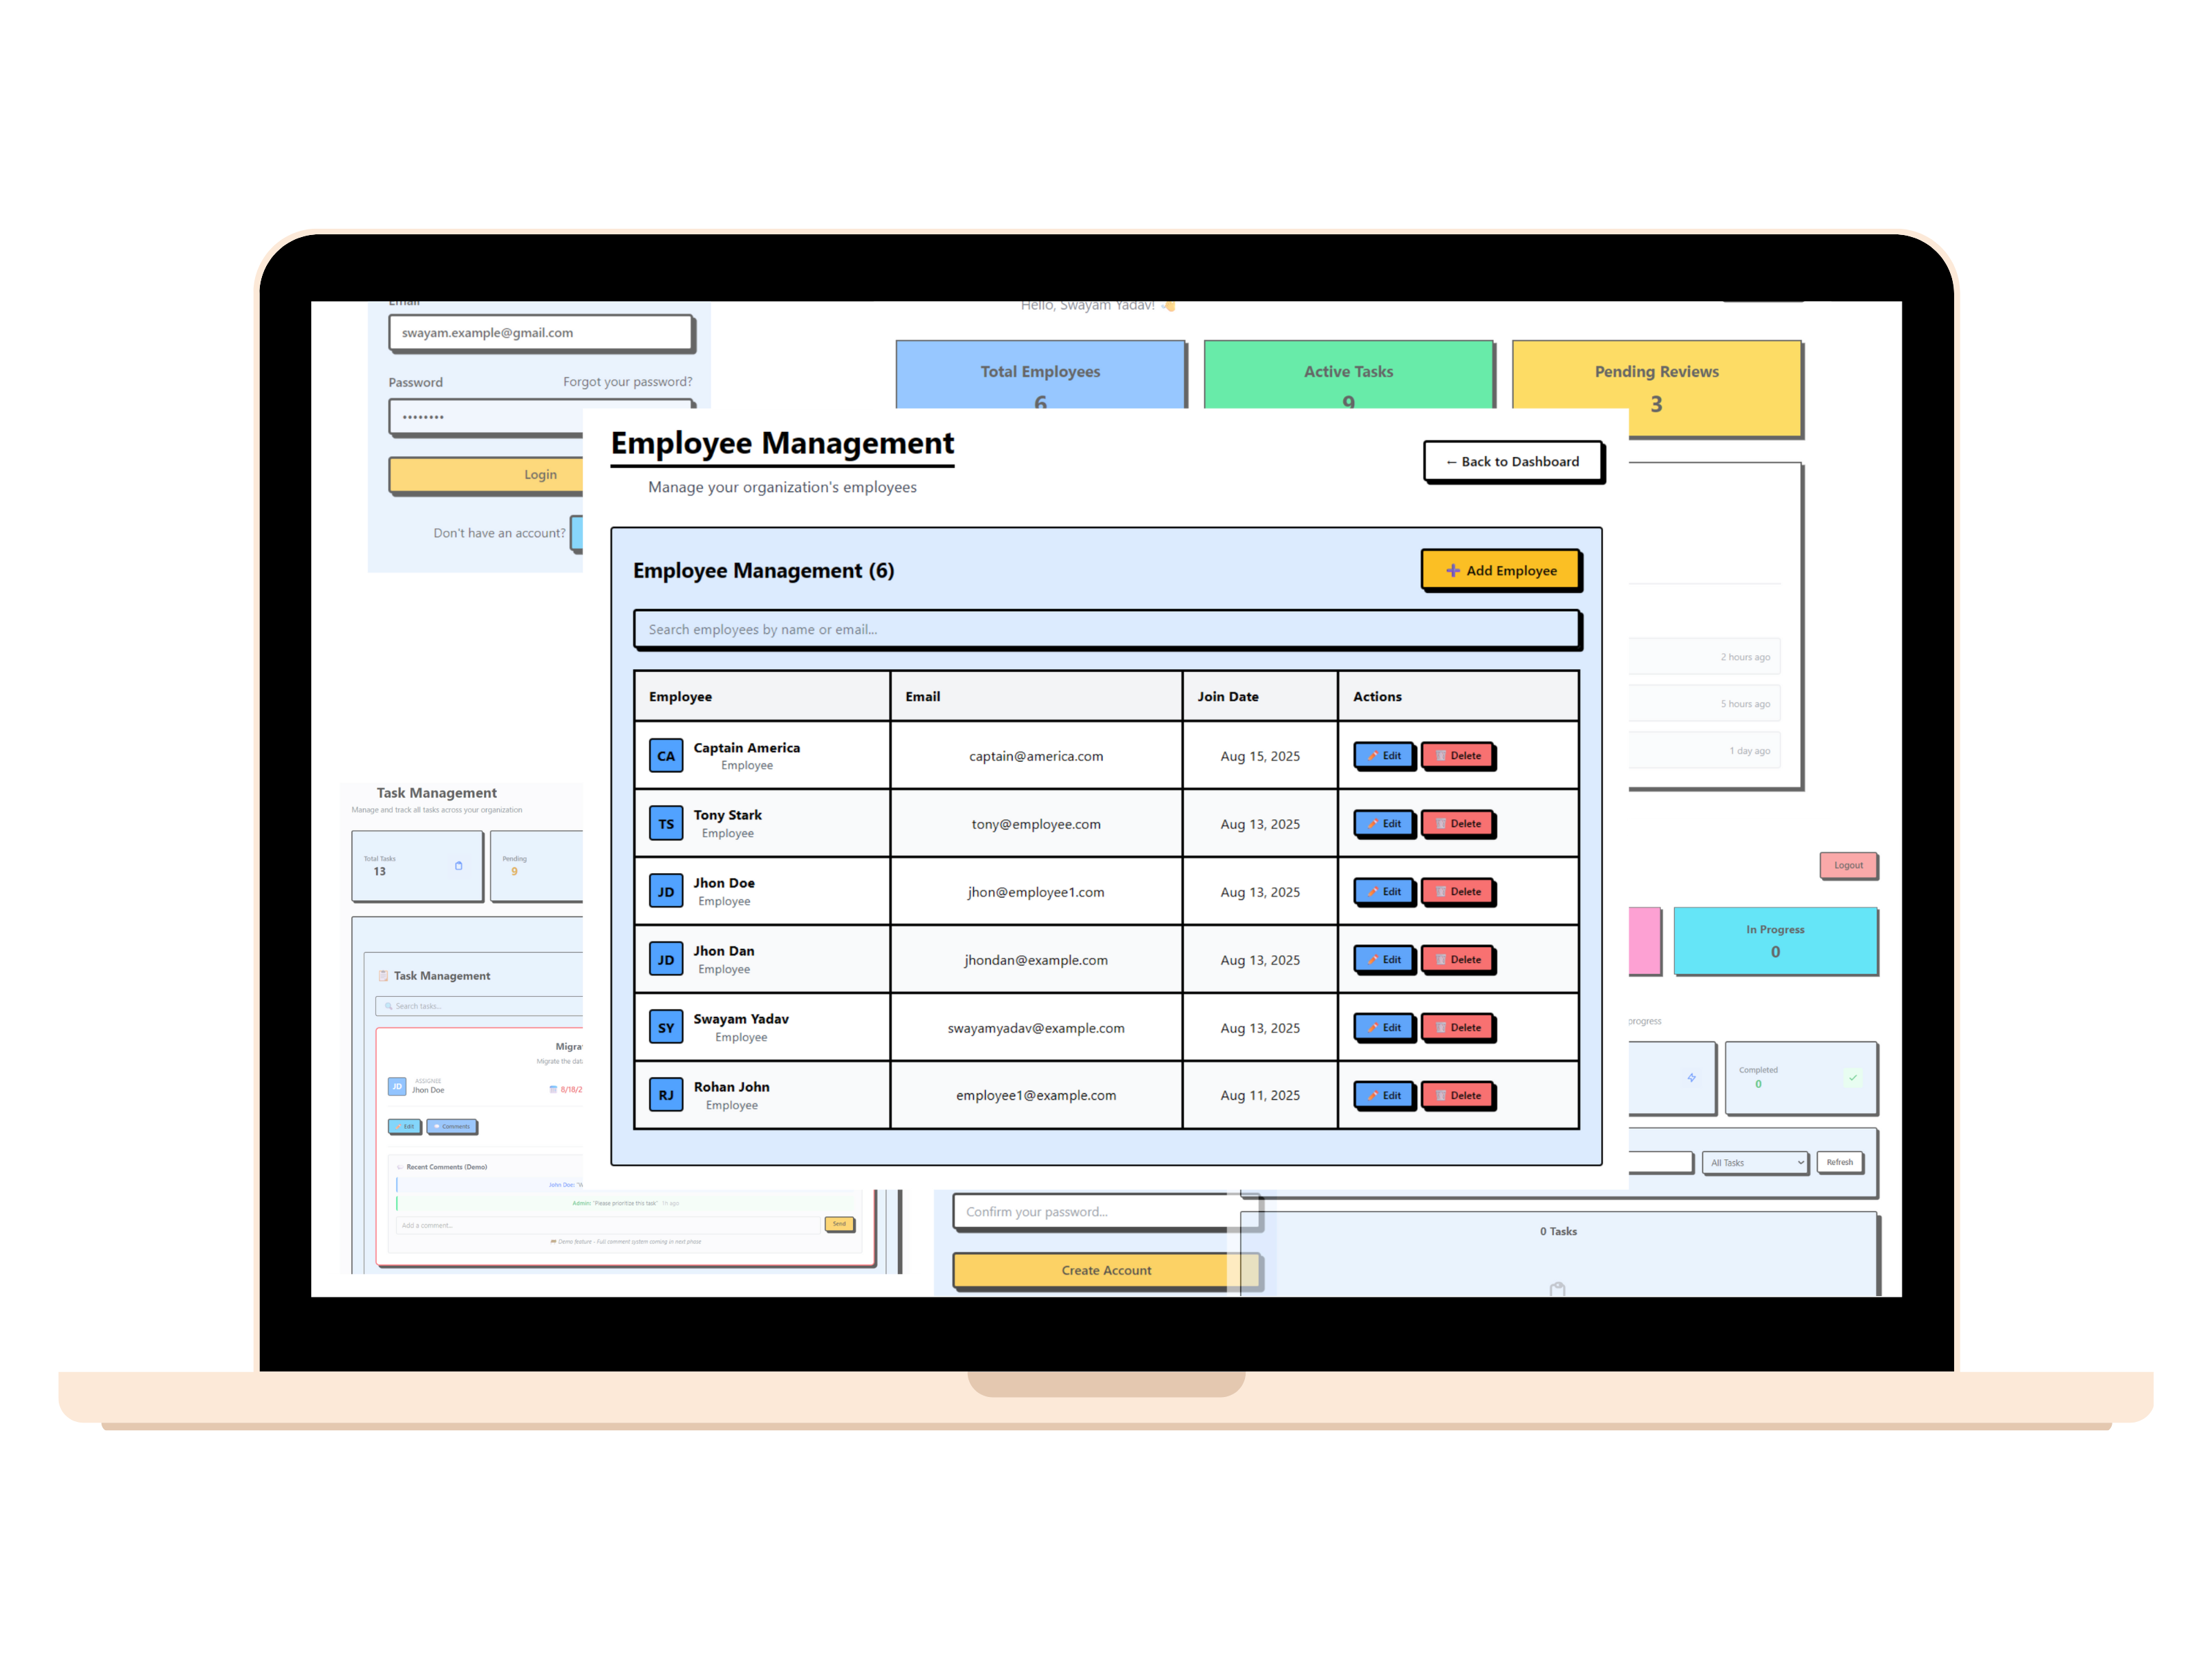 Email
swayam.example@gmail.com
Password Forgot your password?
••••••••
Login
Don't have an account?
Hello, Swayam Yadav! 👋
Total Employees
6
Active Tasks
9
Pending Reviews
3
Employee Management
Manage your organization's employees
← Back to Dashboard
Employee Management (6)
➕ Add Employee
Search employees by name or email...
Employee Email Join Date Actions
CA Captain America captain@america.com Aug 15, 2025 Edit Delete
Employee
TS Tony Stark tony@employee.com Aug 13, 2025 Edit Delete
Employee
JD Jhon Doe jhon@employee1.com Aug 13, 2025 Edit Delete
Employee
JD Jhon Dan jhondan@example.com Aug 13, 2025 Edit Delete
Employee
SY Swayam Yadav swayamyadav@example.com Aug 13, 2025 Edit Delete
Employee
RJ Rohan John employee1@example.com Aug 11, 2025 Edit Delete
Employee
2 hours ago
5 hours ago
1 day ago
Task Management
Manage and track all tasks across your organization
Total Tasks
13
Pending
9
Task Management
Search tasks...
Migra
Migrate the dat
JD ASSIGNEE
Jhon Doe
8/18/2
Edit Comments
Recent Comments (Demo)
John Doe:
Admin: "Please prioritize this task" 1h ago
Add a comment...
Send
Demo feature - Full comment system coming in next phase
Confirm your password...
Create Account
Logout
In Progress
0
progress
Completed
0
All Tasks
Refresh
0 Tasks